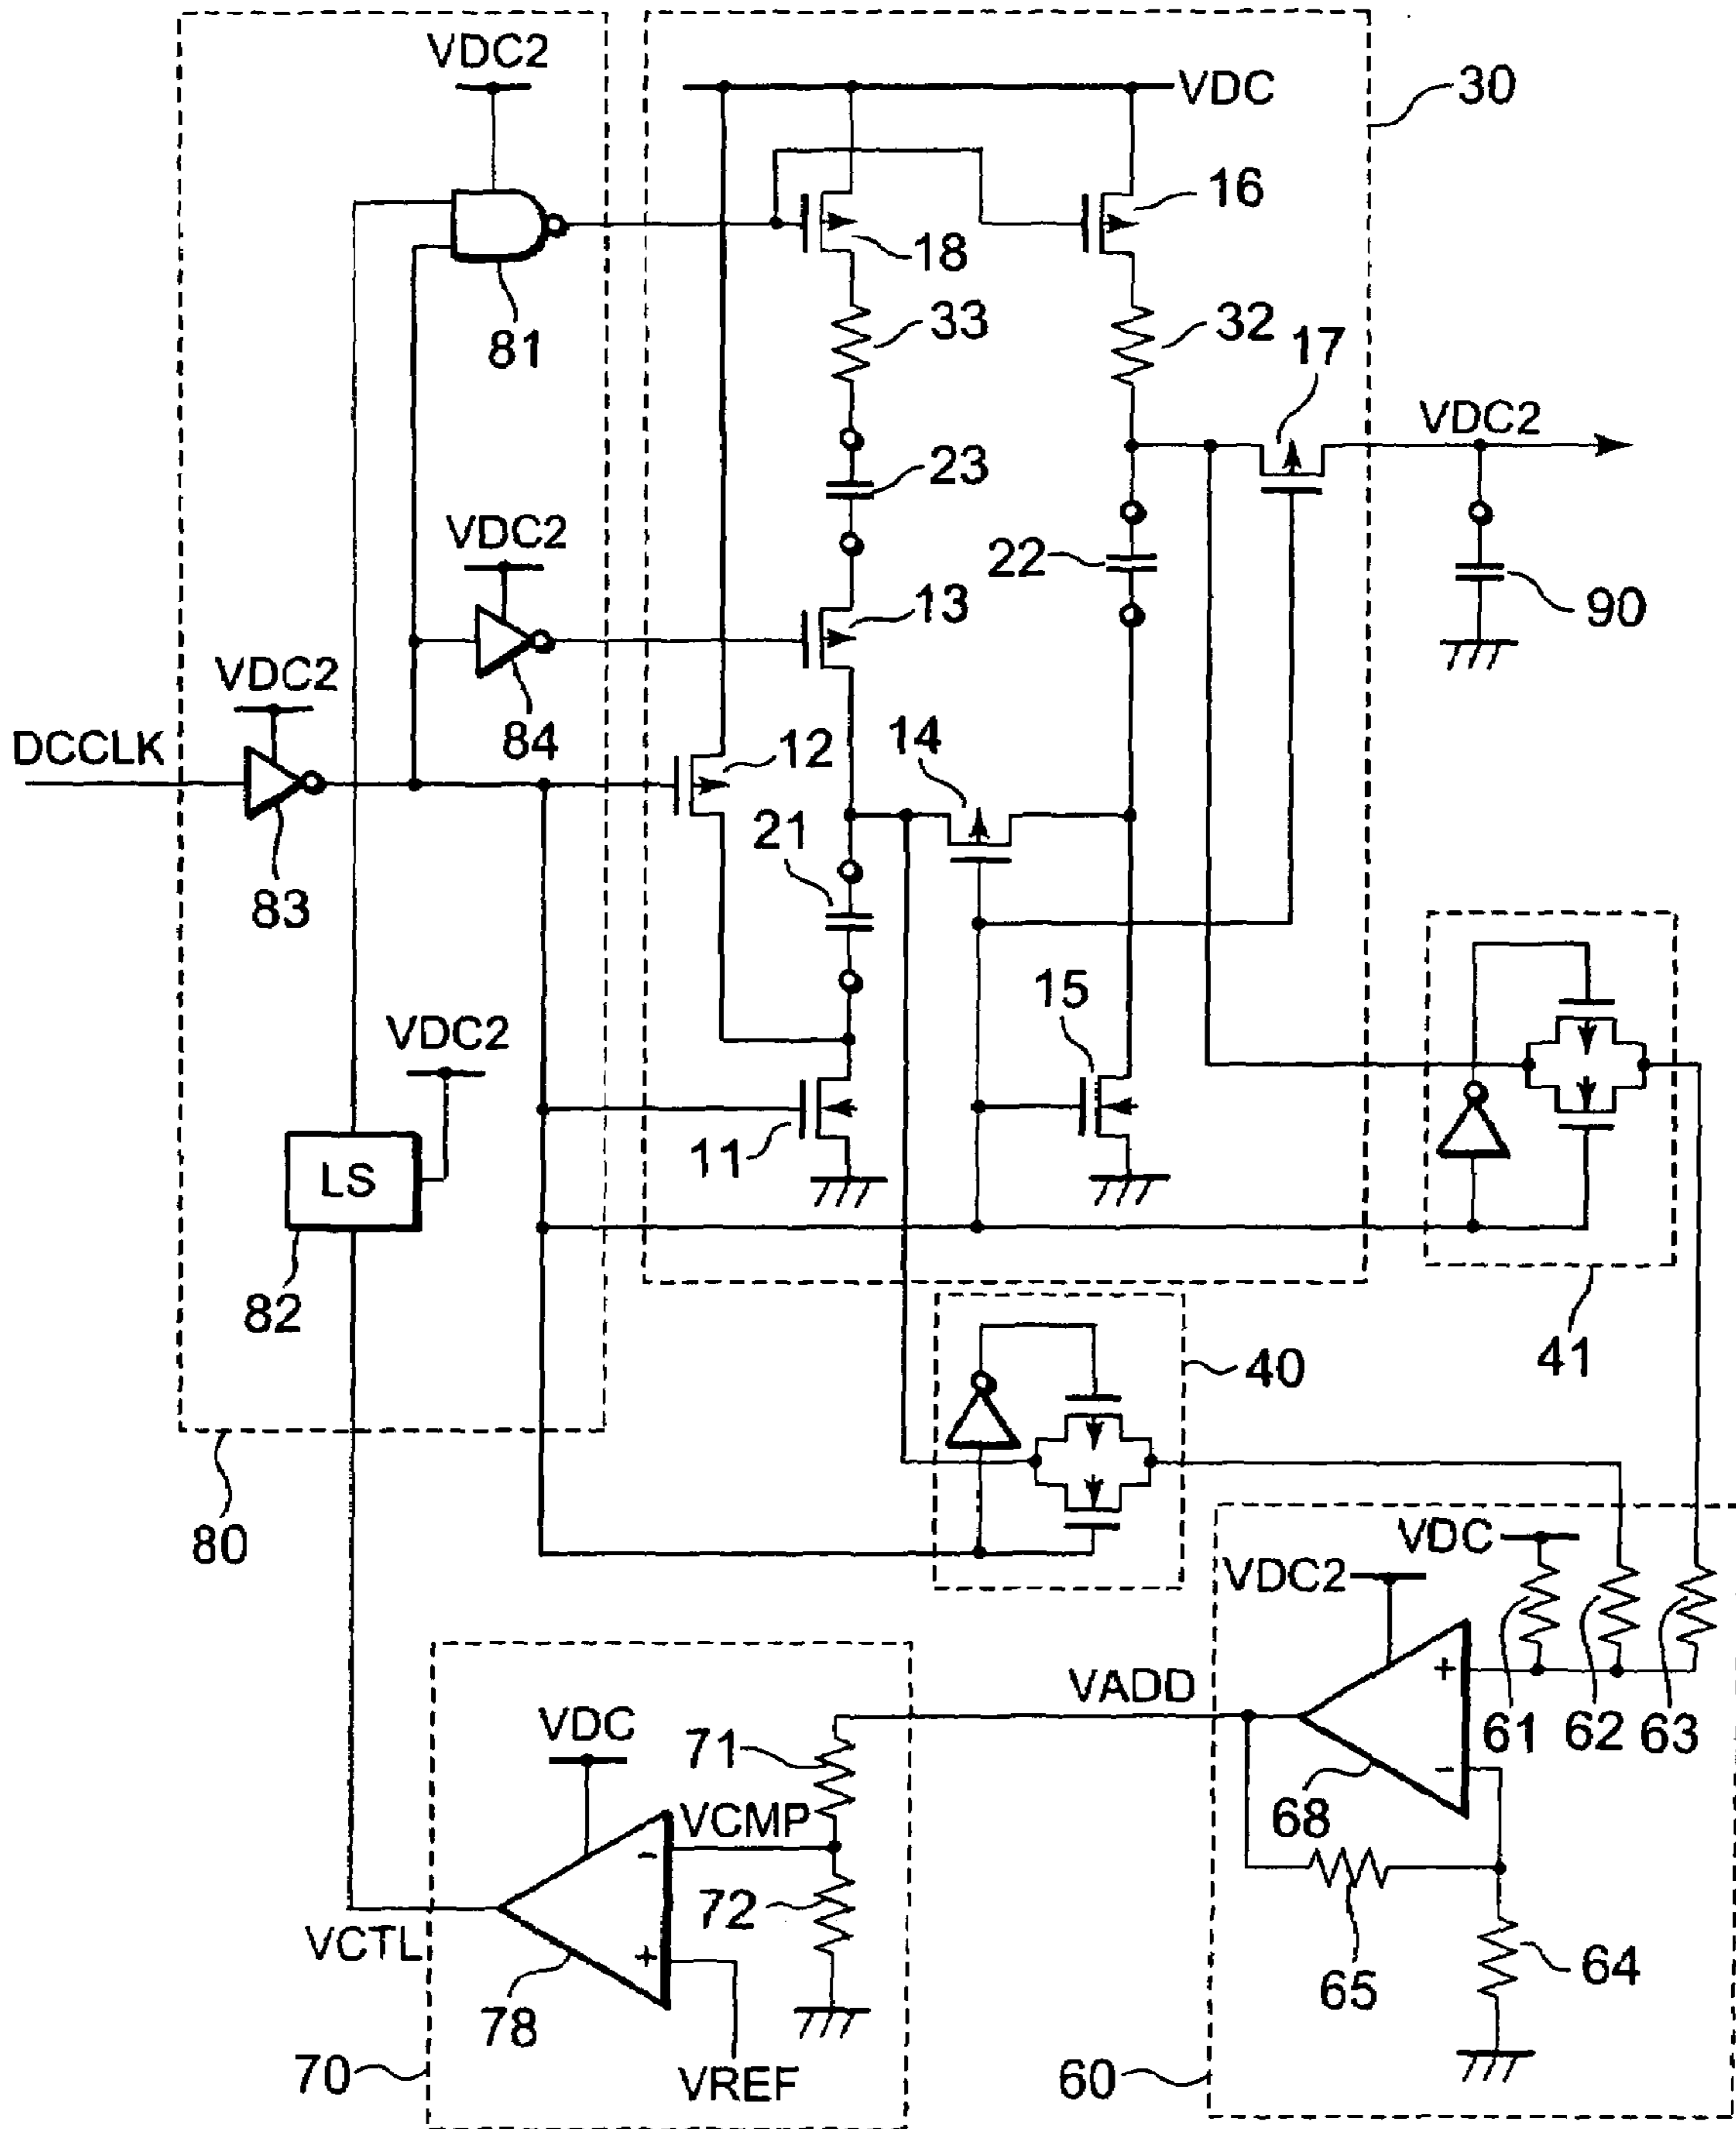 VDC2
VDC
30
16
18
33
32
17
81
VDC2
23
VDC2
22
13
90
VDC2
84
DCCLK
12
14
21
83
15
VDC2
11
LS
82
41
40
80
VDC
VDC2
VADD
+
61
62
63
VDC
71
-
68
VCMP
-
72
VCTL
+
65
64
78
70
VREF
60